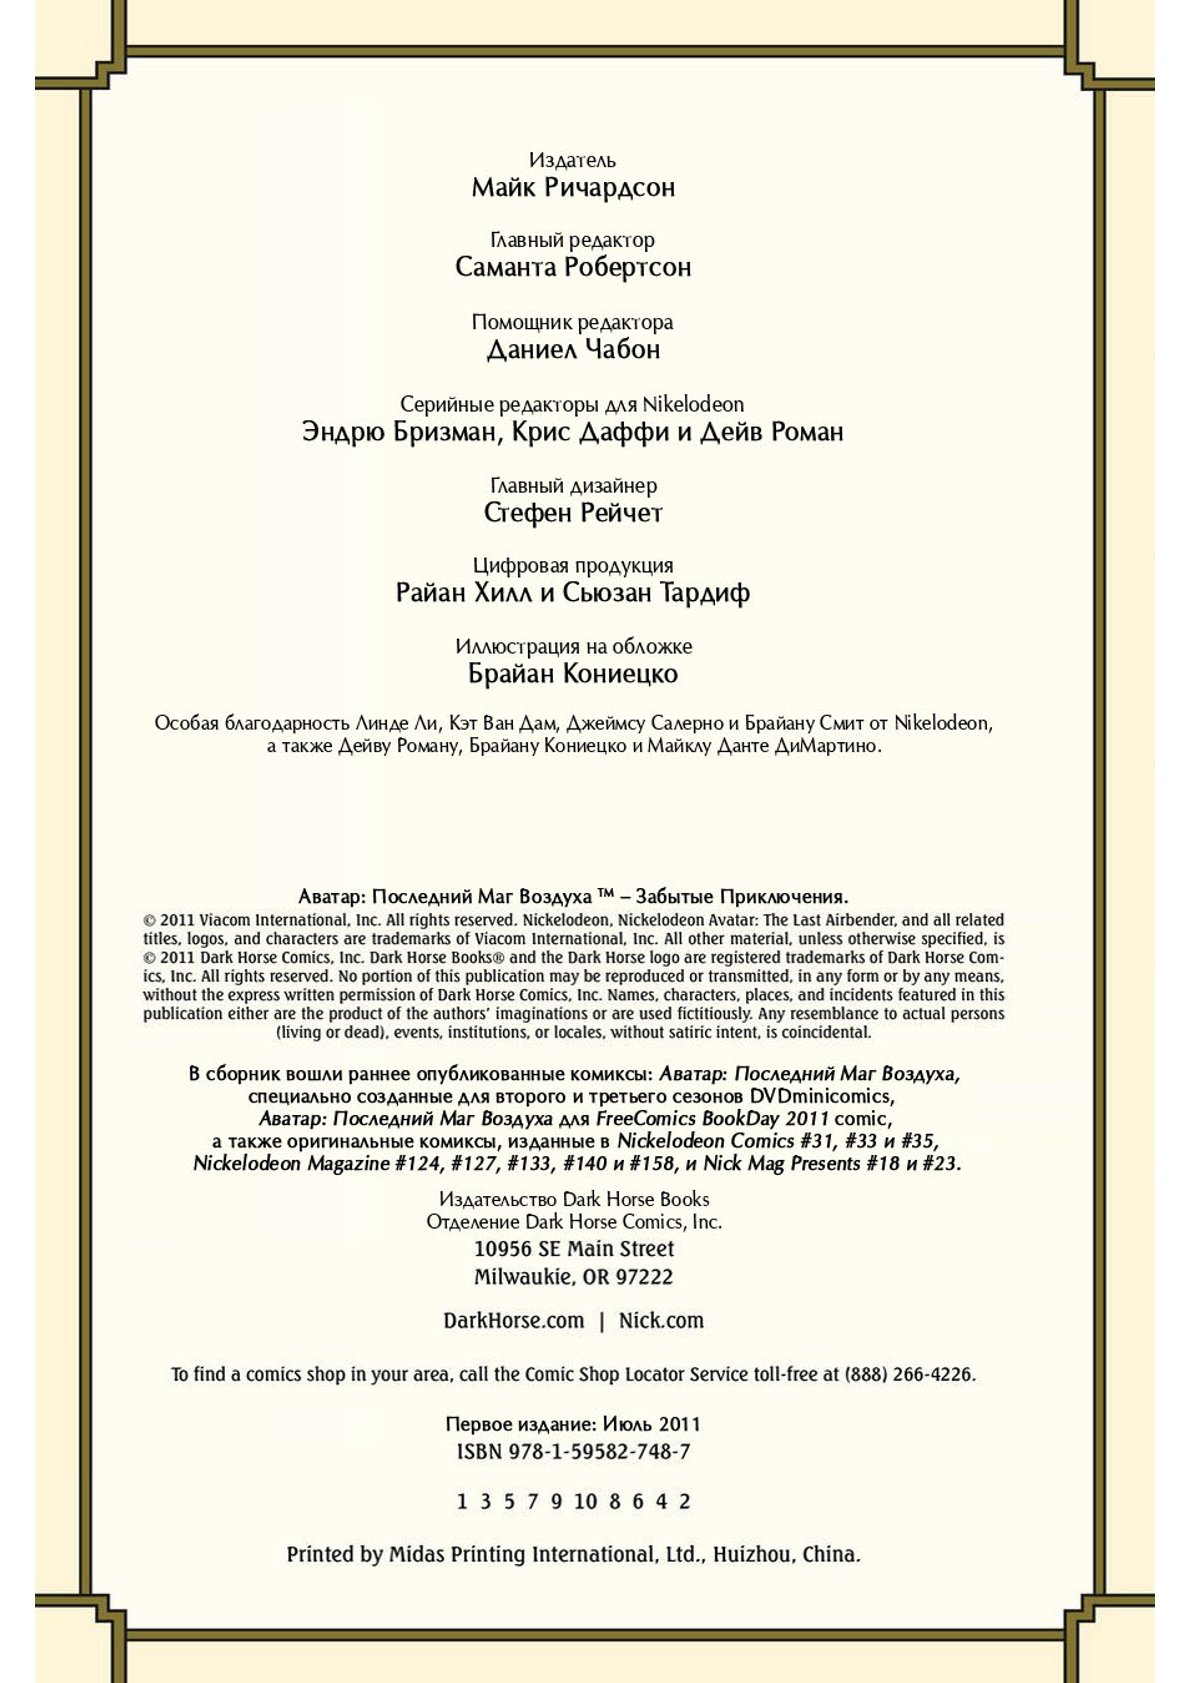 Издатель
Майк Ричардсон
Главный редактор
Саманта Робертсон
Помощник редактора
Даниел Чабон
Серийные редакторы для Nikelodeon
Эндрю Бризман, Крис Даффи и Дейв Роман
Главный дизайнер
Стефен Рейчет
Цифровая продукция
Райан Хилл и Сьюзан Тардиф
Иллюстрация на обложке
Брайан Кониецко
Особая благодарность Линде Ли, Кэт Ван Дам, Джеймсу Салерно и Брайану Смит от Nikelodeon,
а также Дейву Роману, Брайану Кониецко и Майклу Данте ДиМартино.
Аватар: Последний Маг Воздуха ™ – Забытые Приключения.
© 2011 Viacom International, Inc. All rights reserved. Nickelodeon, Nickelodeon Avatar: The Last Airbender, and all related
titles, logos, and characters are trademarks of Viacom International, Inc. All other material, unless otherwise specified, is
© 2011 Dark Horse Comics, Inc. Dark Horse Books® and the Dark Horse logo are registered trademarks of Dark Horse Com-
ics, Inc. All rights reserved. No portion of this publication may be reproduced or transmitted, in any form or by any means,
without the express written permission of Dark Horse Comics, Inc. Names, characters, places, and incidents featured in this
publication either are the product of the authors’ imaginations or are used fictitiously. Any resemblance to actual persons
(living or dead), events, institutions, or locales, without satiric intent, is coincidental.
В сборник вошли раннее опубликованные комиксы: Аватар: Последний Маг Воздуха,
специально созданные для второго и третьего сезонов DVDminicomics,
Аватар: Последний Маг Воздуха для FreeComics BookDay 2011 comic,
а также оригинальные комиксы, изданные в Nickelodeon Comics #31, #33 и #35,
Nickelodeon Magazine #124, #127, #133, #140 и #158, и Nick Mag Presents #18 и #23.
Издательство Dark Horse Books
Отделение Dark Horse Comics, Inc.
10956 SE Main Street
Milwaukie, OR 97222
DarkHorse.com | Nick.com
To find a comics shop in your area, call the Comic Shop Locator Service toll-free at (888) 266-4226.
Первое издание: Июль 2011
ISBN 978-1-59582-748-7
1 3 5 7 9 10 8 6 4 2
Printed by Midas Printing International, Ltd., Huizhou, China.